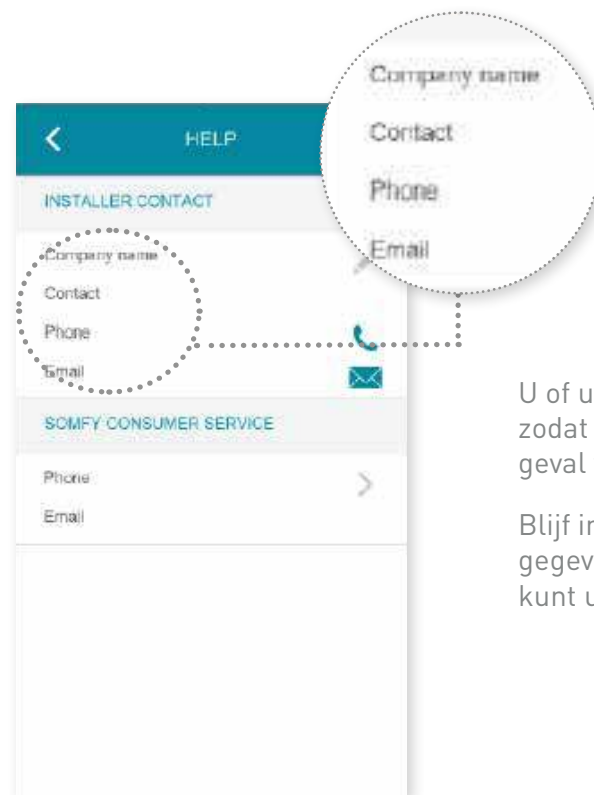 HELP
INSTALLER CONTACT
Company name
Contact
Phone
Email
SOMFY CONSUMER SERVICE
Phone
Email
Company name
Contact
Phone
Email
U of u
zodat
geval
Blijf in
gegev
kunt u